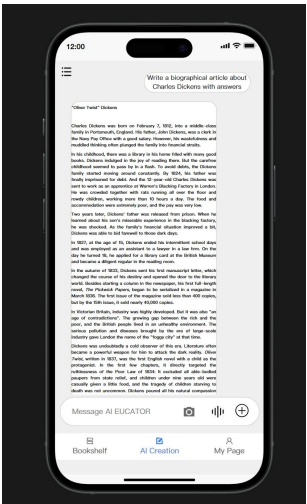 12:00
Write a biographical article about
Charles Dickens with answers
"Oliver Twist" Dickens
Charles Dickens was born on February 7, 1812, into a middle-class
family in Portsmouth, England. His father, John Dickens, was a clerk in
the Navy Pay Office with a good salary. However, his wastefulness and
muddled thinking often plunged the family into financial straits.
In his childhood, there was a library in his home filled with many good
books. Dickens indulged in the joy of reading them. But the carefree
childhood seemed to pass by in a flash. To avoid debts, the Dickens
family started moving around constantly. By 1824, his father was
finally imprisoned for debt. And the 12-year-old Charles Dickens was
sent to work as an apprentice at Warren's Blacking Factory in London.
He was crowded together with rats running all over the floor and
rowdy children, working more than 10 hours a day. The food and
accommodation were extremely poor, and the pay was very low.
Two years later, Dickens' father was released from prison. When he
learned about his son's miserable experience in the blacking factory,
he was shocked. As the family's financial situation improved a bit,
Dickens was able to bid farewell to those dark days.
In 1827, at the age of 15, Dickens ended his intermittent school days
and was employed as an assistant to a lawyer in a law firm. On the
day he turned 18, he applied for a library card at the British Museum
and became a diligent regular in the reading room.
In the autumn of 1833, Dickens sent his first manuscript letter, which
changed the course of his destiny and opened the door to the literary
world. Besides starting a column in the newspaper, his first full-length
novel, The Pickwick Papers, began to be serialized in a magazine in
March 1836. The first issue of the magazine sold less than 400 copies,
but by the 15th issue, it sold nearly 40,000 copies.
In Victorian Britain, industry was highly developed. But it was also "an
age of contradictions". The growing gap between the rich and the
poor, and the British people lived in an unhealthy environment. The
serious pollution and diseases brought by the era of large-scale
industry gave London the name of the "foggy city" at that time.
Dickens was undoubtedly a cold observer of this era. Literature often
became a powerful weapon for him to attack the dark reality. Oliver
Twist, written in 1837, was the first English novel with a child as the
protagonist. In the first few chapters, it directly targeted the
ruthlessness of the Poor Law of 1834: It excluded all able-bodied
paupers from state relief, and children under nine years old were
casually given a little food, and the tragedy of children starving to
death was not uncommon. Dickens poured all his natural compassion
Message AI EUCATOR
Bookshelf
AI Creation
My Page